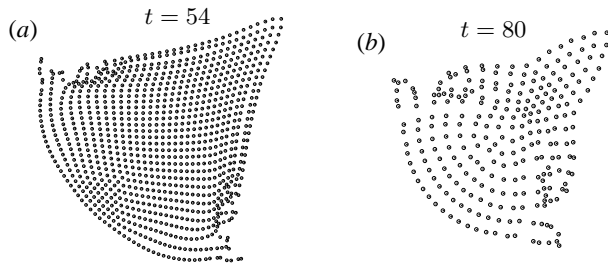 (a) t = 54
(b) t = 80